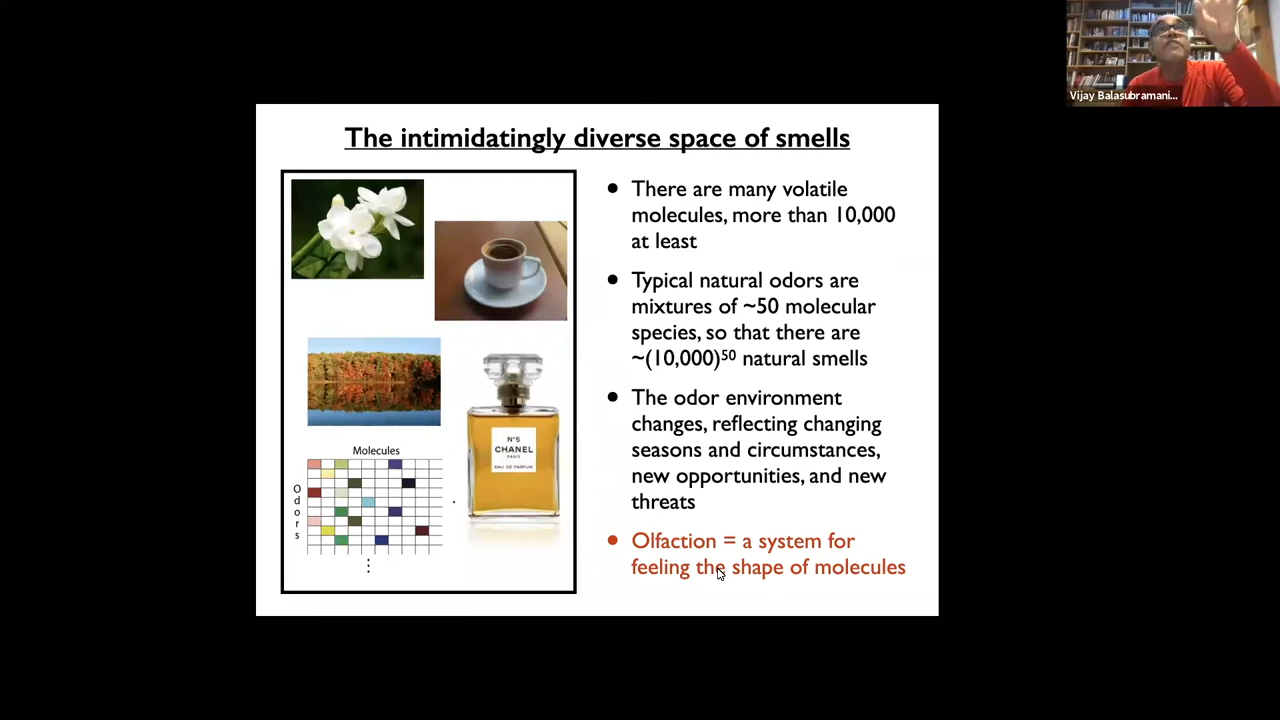 Vijay Balasubramani...
The intimidatingly diverse space of smells
• There are many volatile
molecules, more than 10,000
at least
• Typical natural odors are
mixtures of ~50 molecular
species, so that there are
~(10,000)⁵⁰ natural smells
• The odor environment
changes, reflecting changing
seasons and circumstances,
new opportunities, and new
threats
• Olfaction = a system for
feeling the shape of molecules
N°5
CHANEL
PARIS
EAU DE PARFUM
Molecules
Odors